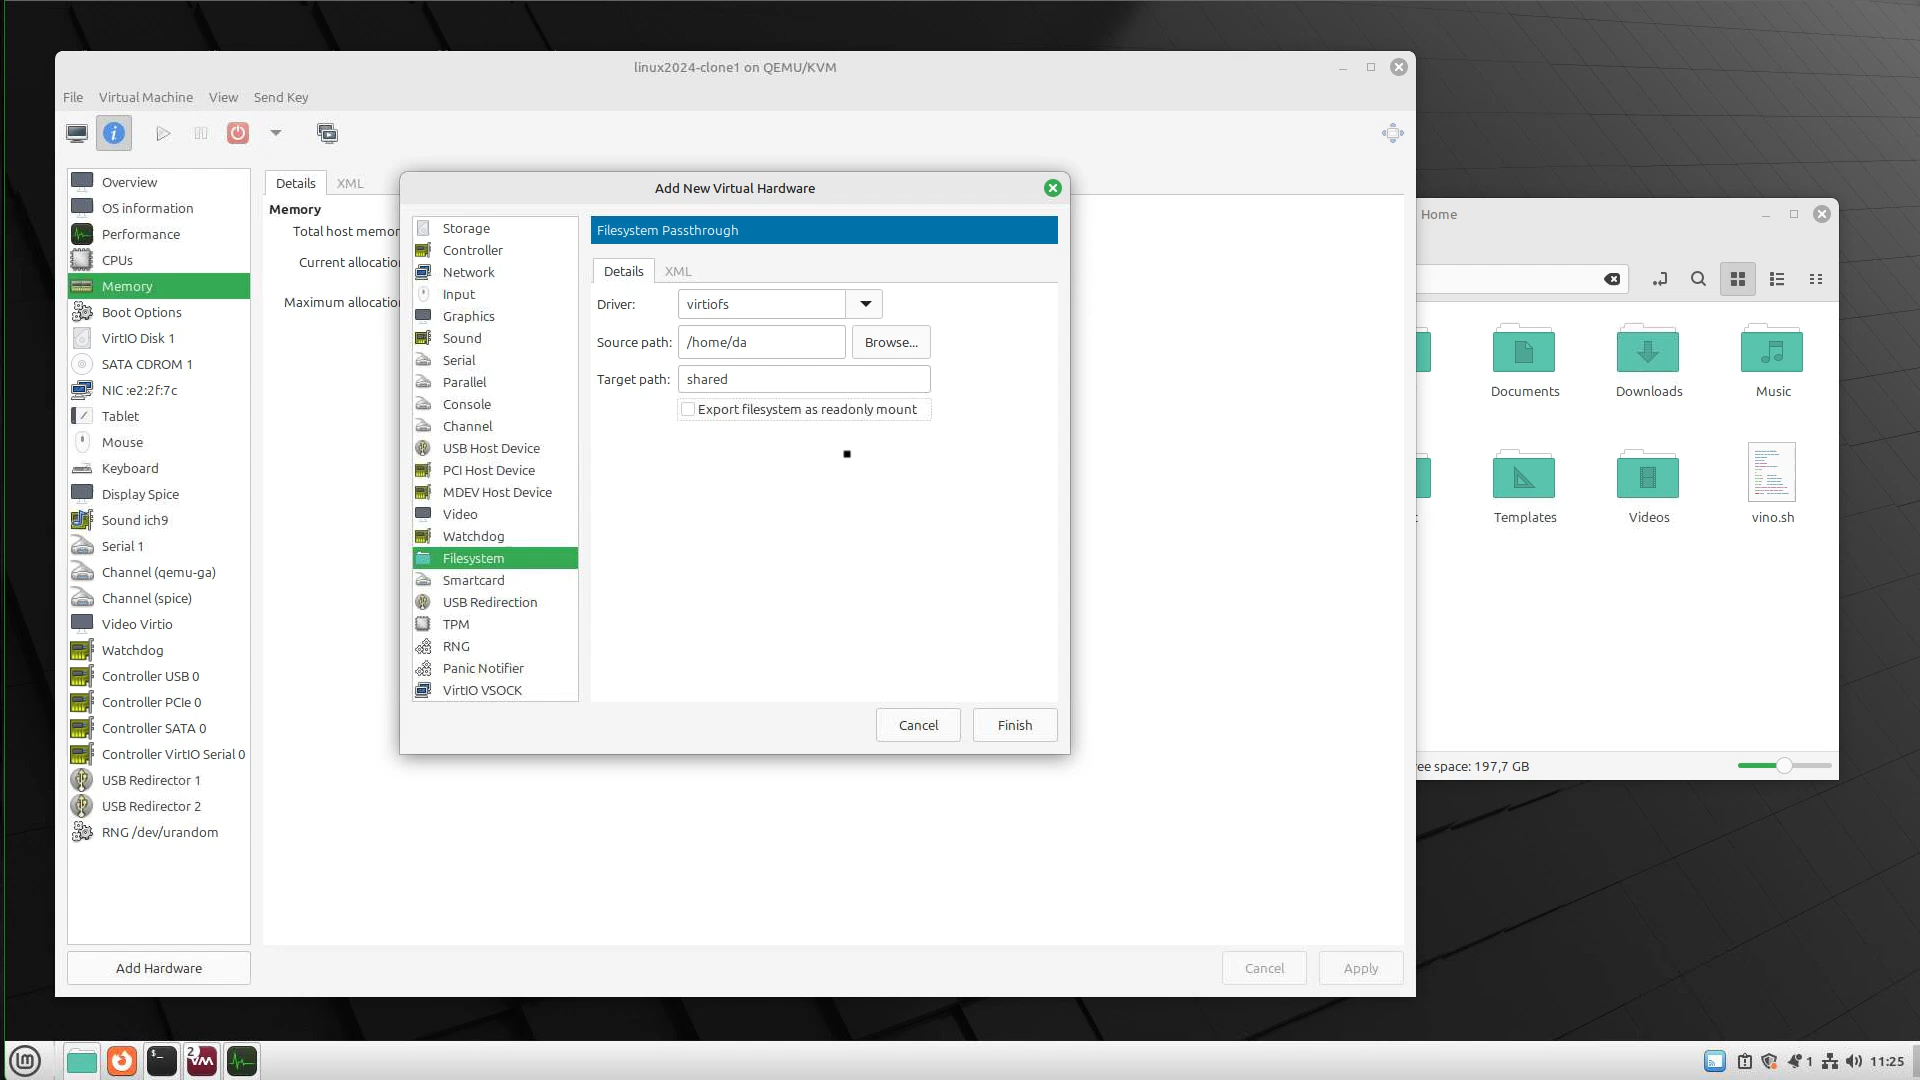 linux2024-clone1 on QEMU/KVM
File Virtual Machine View Send Key
Overview
OS information
Performance
CPUs
Memory
Boot Options
VirtIO Disk 1
SATA CDROM 1
NIC :e2:2f:7c
Tablet
Mouse
Keyboard
Display Spice
Sound ich9
Serial 1
Channel (qemu-ga)
Channel (spice)
Video Virtio
Watchdog
Controller USB 0
Controller PCIe 0
Controller SATA 0
Controller VirtIO Serial 0
USB Redirector 1
USB Redirector 2
RNG /dev/urandom
Add Hardware
Details XML
Memory
Total host memor
Current allocation
Maximum allocation
Cancel Apply
Add New Virtual Hardware
Storage
Controller
Network
Input
Graphics
Sound
Serial
Parallel
Console
Channel
USB Host Device
PCI Host Device
MDEV Host Device
Video
Watchdog
Filesystem
Smartcard
USB Redirection
TPM
RNG
Panic Notifier
VirtIO VSOCK
Filesystem Passthrough
Details XML
Driver: virtiofs
Source path: /home/da Browse...
Target path: shared
Export filesystem as readonly mount
Cancel Finish
Home
Documents Downloads Music
Templates Videos vino.sh
ree space: 197,7 GB
1 11:25